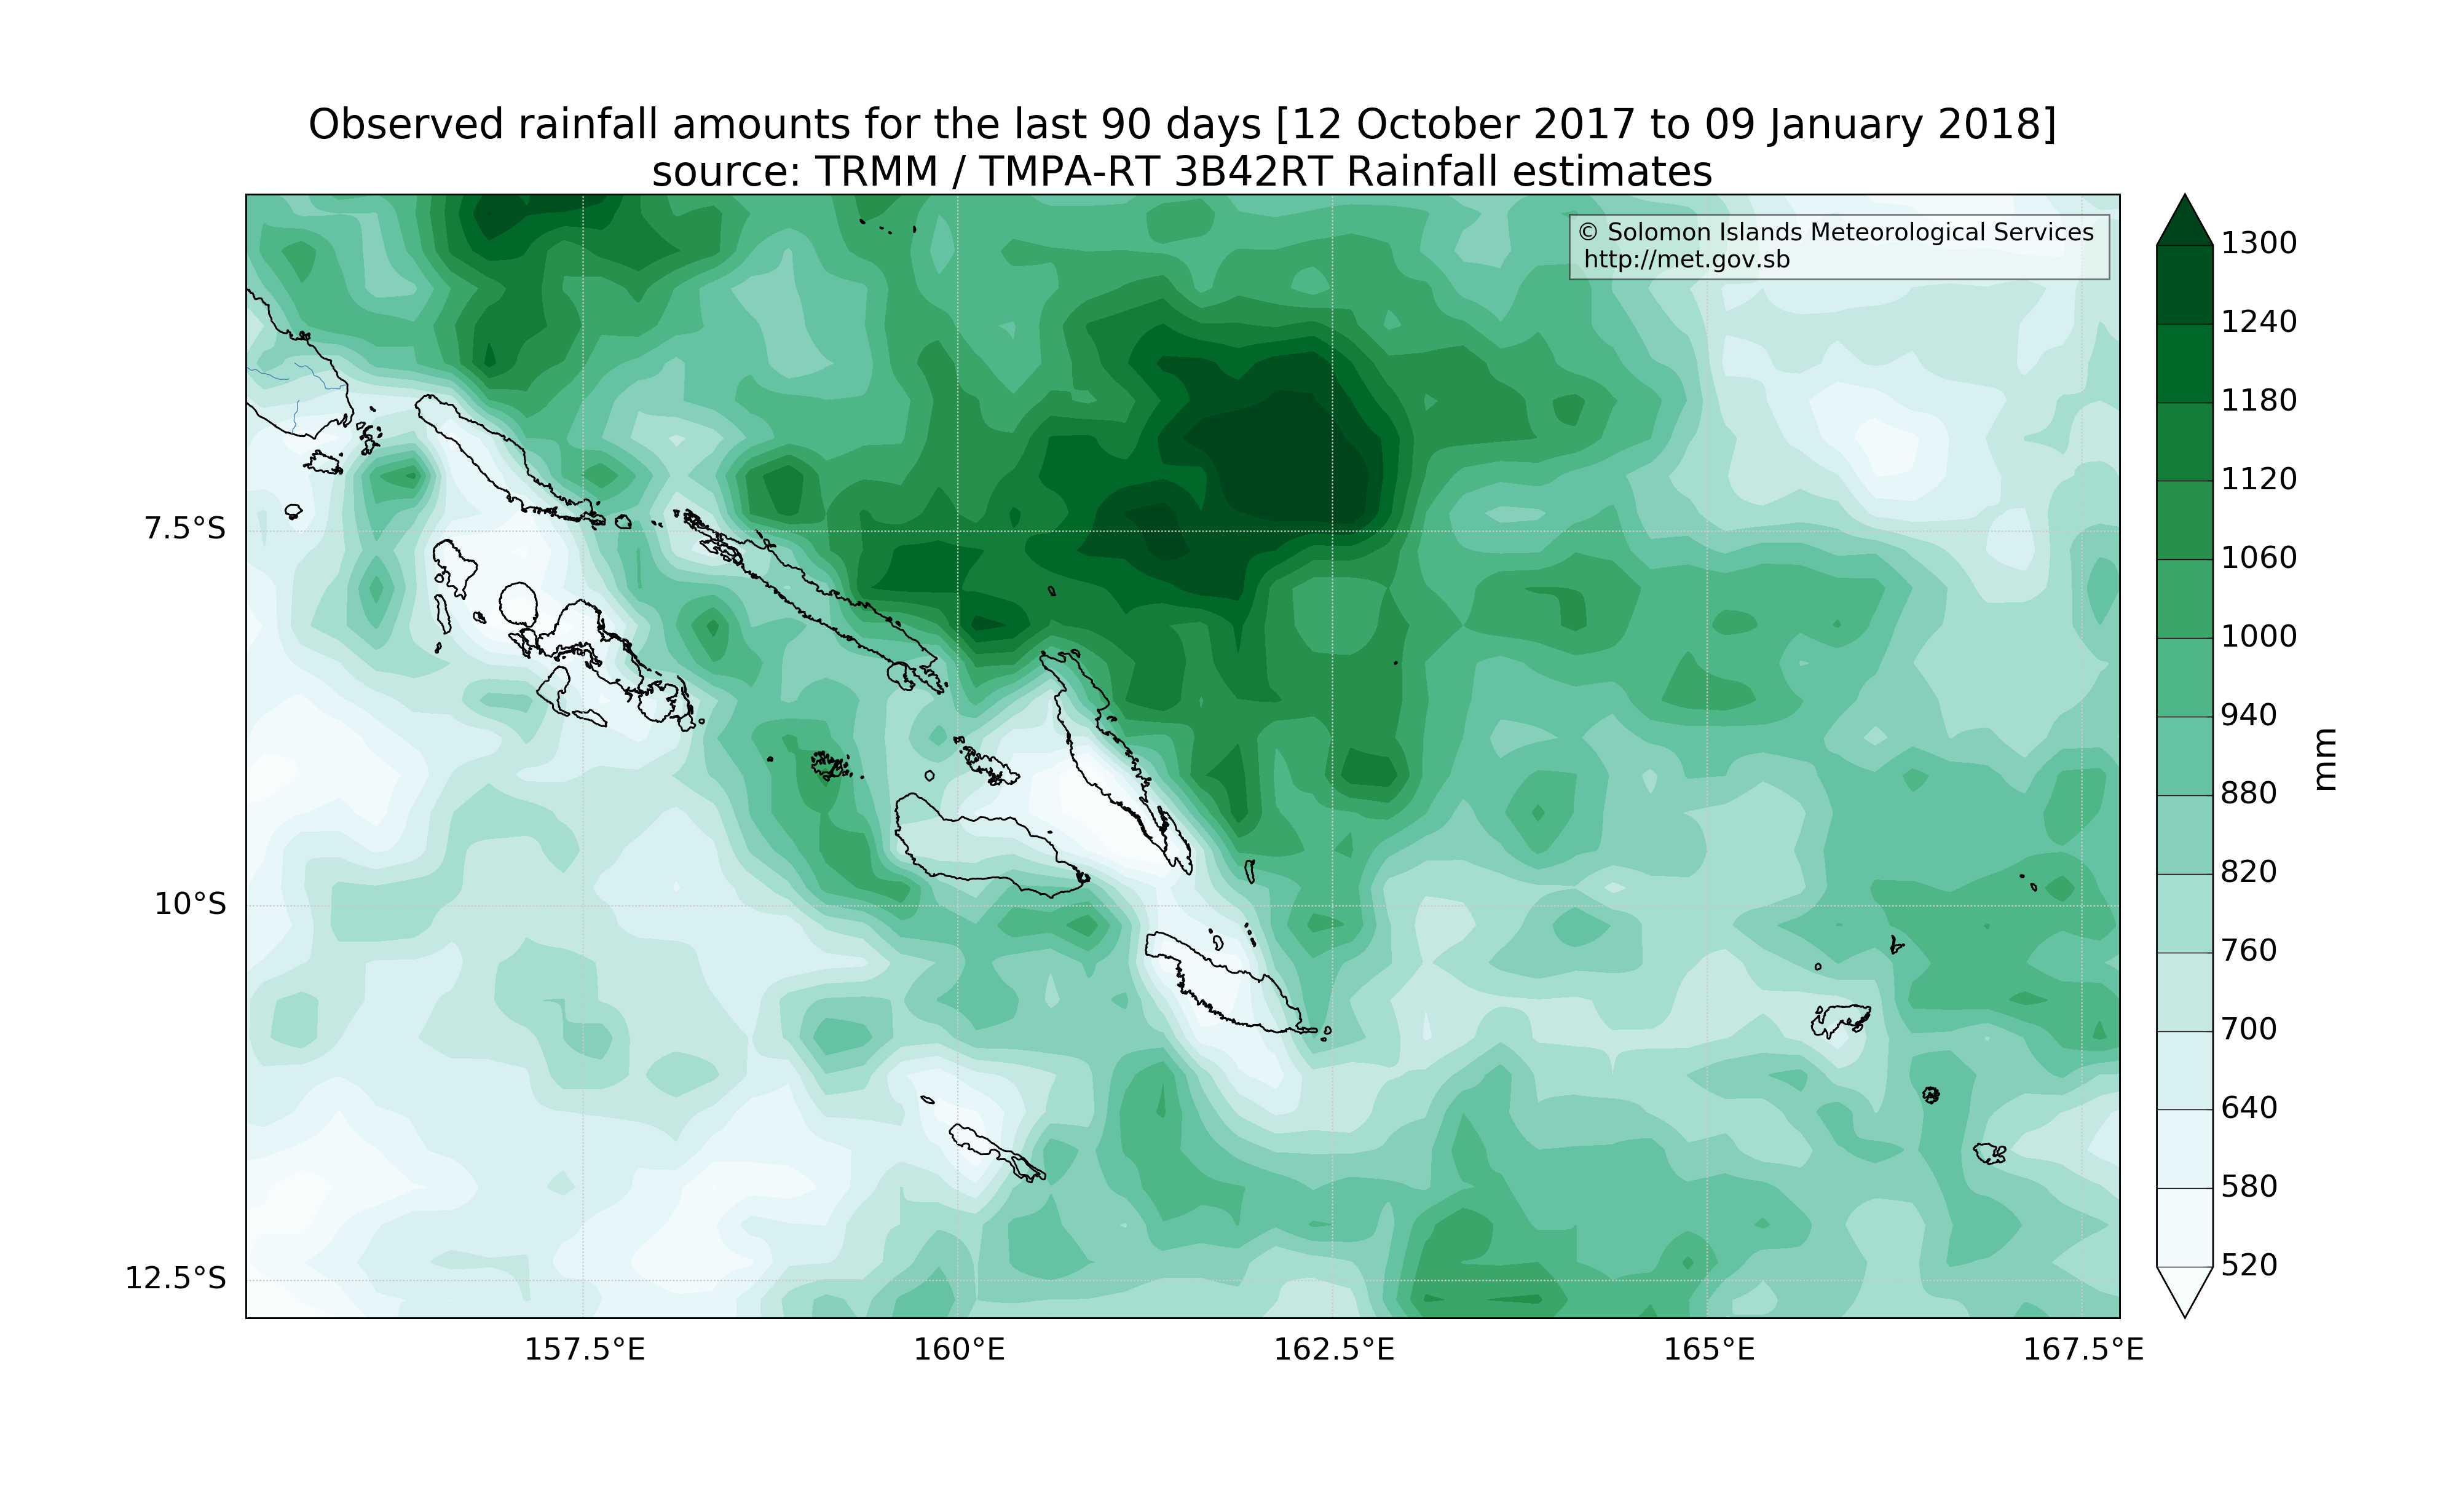 Observed rainfall amounts for the last 90 days [12 October 2017 to 09 January 2018]
source: TRMM / TMPA-RT 3B42RT Rainfall estimates
© Solomon Islands Meteorological Services
http://met.gov.sb
7.5°S
10°S
12.5°S
157.5°E
160°E
162.5°E
165°E
167.5°E
1300
1240
1180
1120
1060
1000
940
880
820
760
700
640
580
520
mm